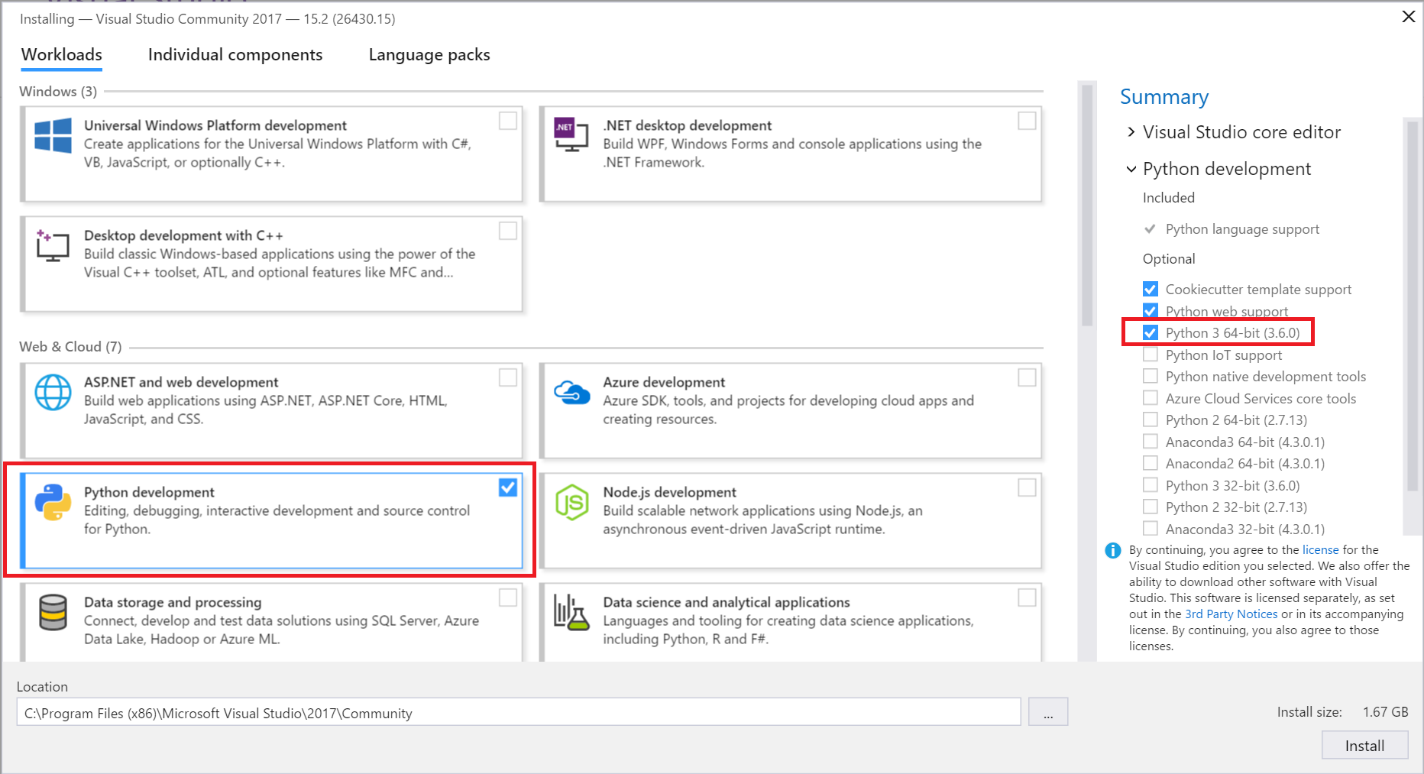 Installing — Visual Studio Community 2017 — 15.2 (26430.15)
Workloads
Individual components
Language packs
Windows (3)
Universal Windows Platform development
Create applications for the Universal Windows Platform with C#,
VB, JavaScript, or optionally C++.
.NET
.NET desktop development
Build WPF, Windows Forms and console applications using the
.NET Framework.
Desktop development with C++
Build classic Windows-based applications using the power of the
Visual C++ toolset, ATL, and optional features like MFC and...
Web & Cloud (7)
ASP.NET and web development
Build web applications using ASP.NET, ASP.NET Core, HTML,
JavaScript, and CSS.
Azure development
Azure SDK, tools, and projects for developing cloud apps and
creating resources.
Python development
Editing, debugging, interactive development and source control
for Python.
JS
Node.js development
Build scalable network applications using Node.js, an
asynchronous event-driven JavaScript runtime.
Data storage and processing
Connect, develop and test data solutions using SQL Server, Azure
Data Lake, Hadoop or Azure ML.
Data science and analytical applications
Languages and tooling for creating data science applications,
including Python, R and F#.
Summary
Visual Studio core editor
Python development
Included
Python language support
Optional
Cookiecutter template support
Python web support
Python 3 64-bit (3.6.0)
Python IoT support
Python native development tools
Azure Cloud Services core tools
Python 2 64-bit (2.7.13)
Anaconda3 64-bit (4.3.0.1)
Anaconda2 64-bit (4.3.0.1)
Python 3 32-bit (3.6.0)
Python 2 32-bit (2.7.13)
Anaconda3 32-bit (4.3.0.1)
By continuing, you agree to the license for the
Visual Studio edition you selected. We also offer the
ability to download other software with Visual
Studio. This software is licensed separately, as set
out in the 3rd Party Notices or in its accompanying
license. By continuing, you also agree to those
licenses.
Location
C:\Program Files (x86)\Microsoft Visual Studio\2017\Community
...
Install size: 1.67 GB
Install